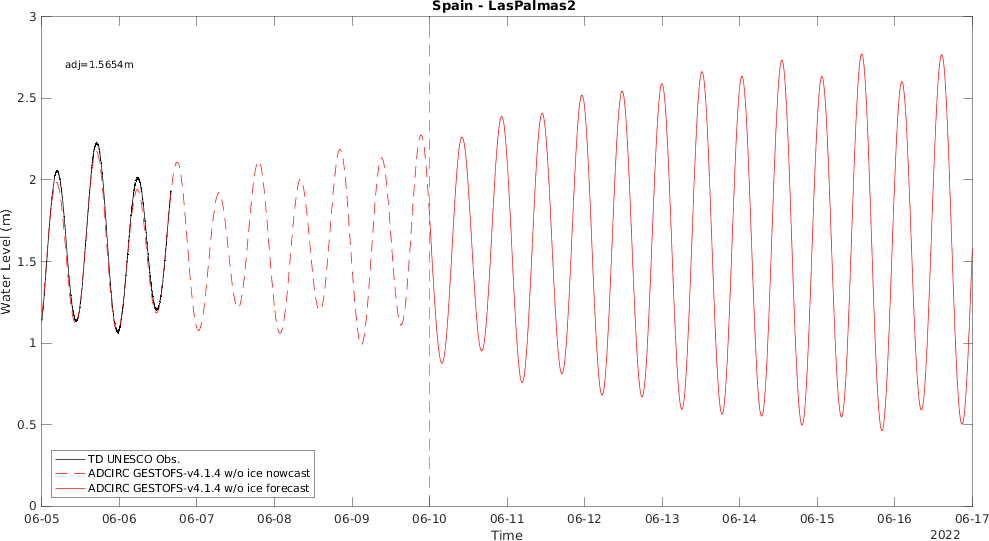 Spain - LasPalmas2
3
adj=1.5654m
2.5
2
Water Level (m)
1.5
1
0.5
TD UNESCO Obs.
ADCIRC GESTOFS-v4.1.4 w/o ice nowcast
ADCIRC GESTOFS-v4.1.4 w/o ice forecast
0
06-05 06-06 06-07 06-08 06-09 06-10 06-11 06-12 06-13 06-14 06-15 06-16 06-17
Time
2022